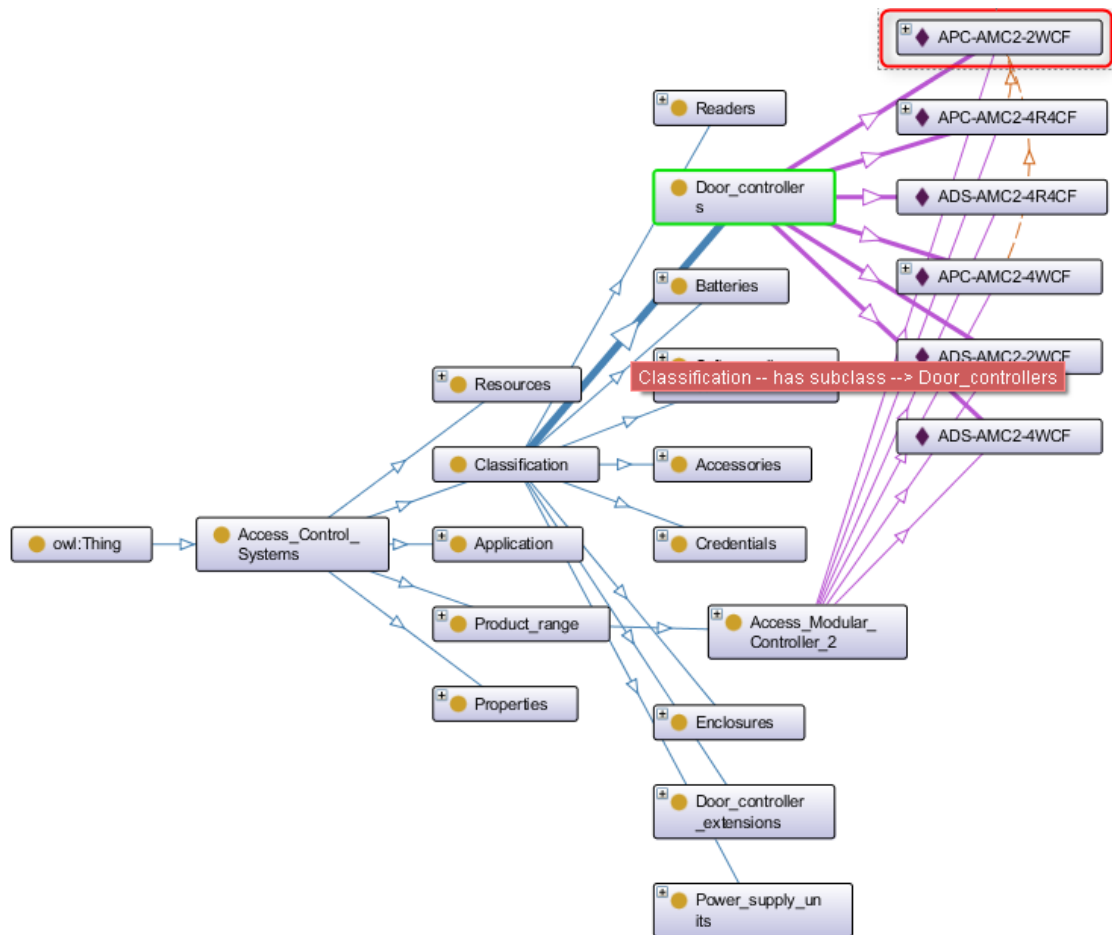 APC-AMC2-2WCF
Readers
APC-AMC2-4R4CF
Door_controller
s
ADS-AMC2-4R4CF
Batteries
APC-AMC2-4WCF
ADS-AMC2-2WCF
Classification -- has subclass --> Door_controllers
Resources
ADS-AMC2-4WCF
Classification
Accessories
owl:Thing
Access_Control_
Systems
Application
Credentials
Product_range
Access_Modular_
Controller_2
Properties
Enclosures
Door_controller
_extensions
Power_supply_un
its